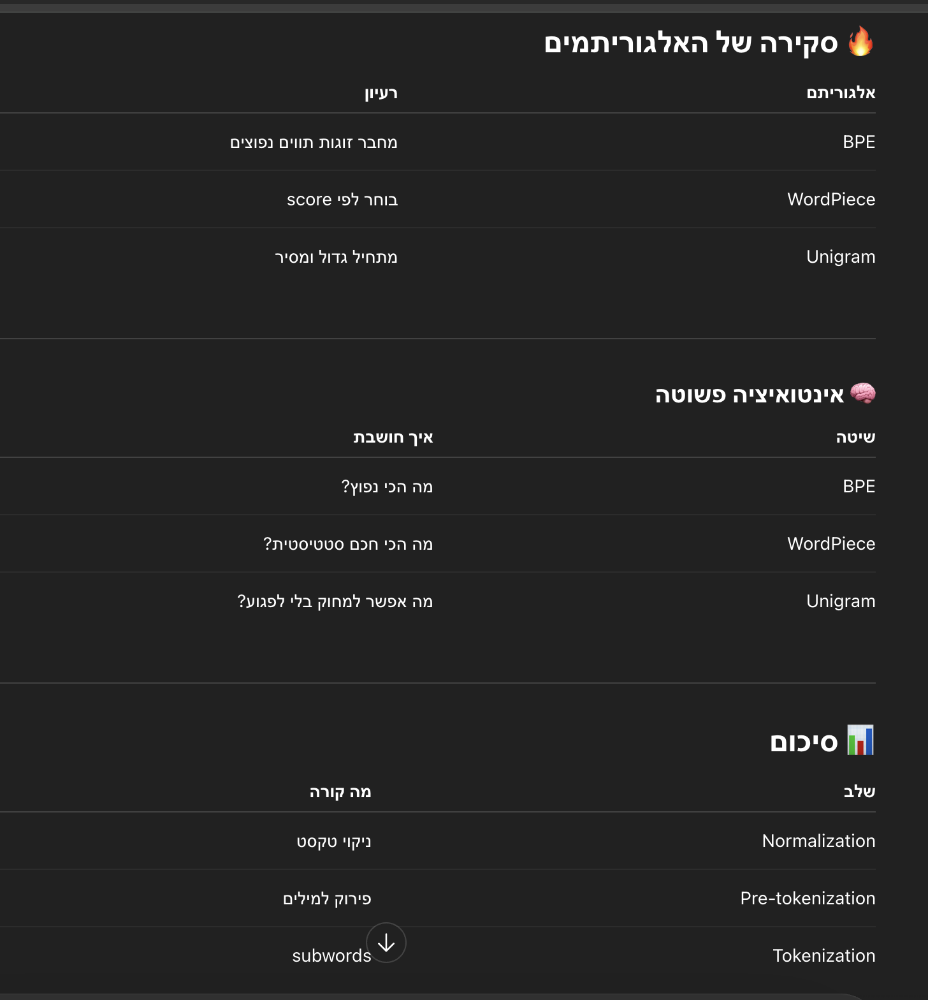 🔥 סקירה של האלגוריתמים
אלגוריתם רעיון
BPE מחבר זוגות תווים נפוצים
WordPiece בוחר לפי score
Unigram מתחיל גדול ומסיר
🧠 אינטואיציה פשוטה
שיטה איך חושבת
BPE מה הכי נפוץ?
WordPiece מה הכי חכם סטטיסטית?
Unigram מה אפשר למחוק בלי לפגוע?
📊 סיכום
שלב מה קורה
Normalization ניקוי טקסט
Pre-tokenization פירוק למילים
Tokenization subwords